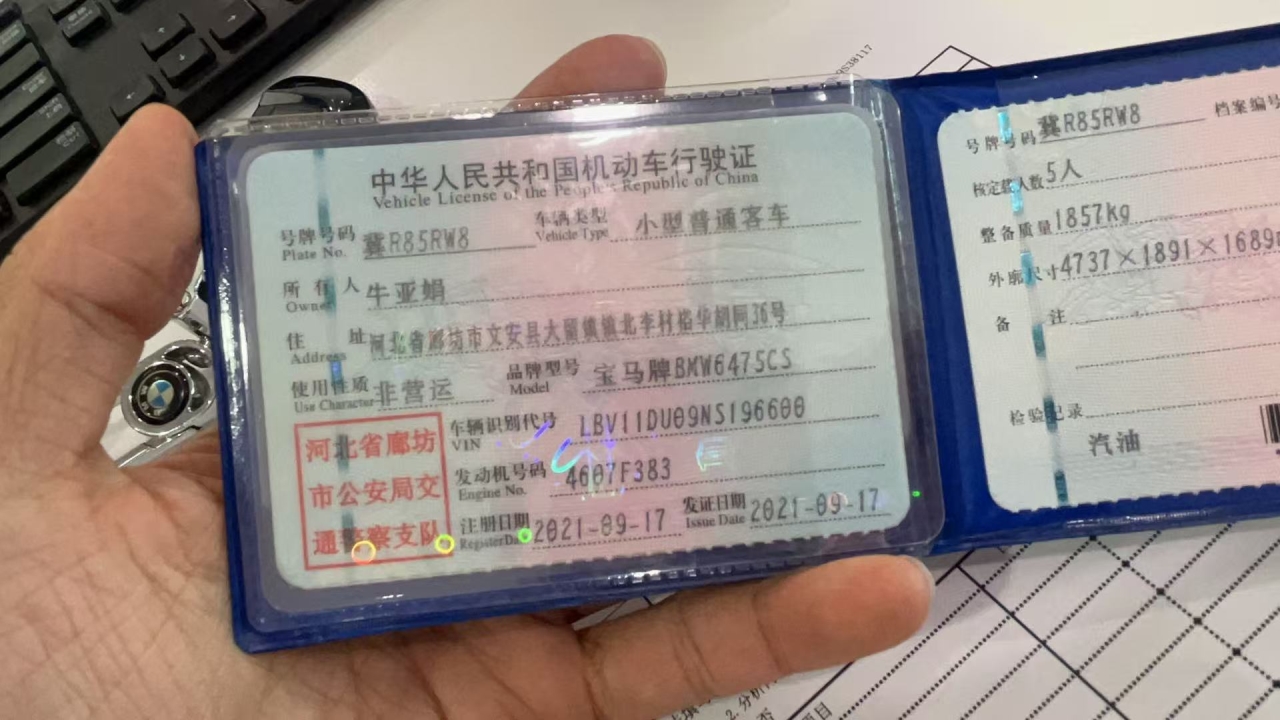 中华人民共和国机动车行驶证
Vehicle License of the People's Republic of China
号牌号码 冀R85RW8 车辆类型 小型普通客车
Plate No. Vehicle Type
所有人 牛亚娟
Owner
住址 河北省廊坊市文安县大留镇镇北李村裕华胡同36号
Address
使用性质 非营运 品牌型号 宝马牌BMW6475CS
Use Character Model
河北省廊坊
市公安局交
通警察支队
车辆识别代号 LBV11DU09NS196600
VIN
发动机号码 4607F383
Engine No.
注册日期 2021-09-17 发证日期 2021-09-17
Register Date Issue Date
号牌号码 冀R85RW8 档案编号
核定载人数 5人
整备质量 1857kg
外廓尺寸 4737×1891×1689m
备注
检验记录
汽油
BMW
2.分析
项目